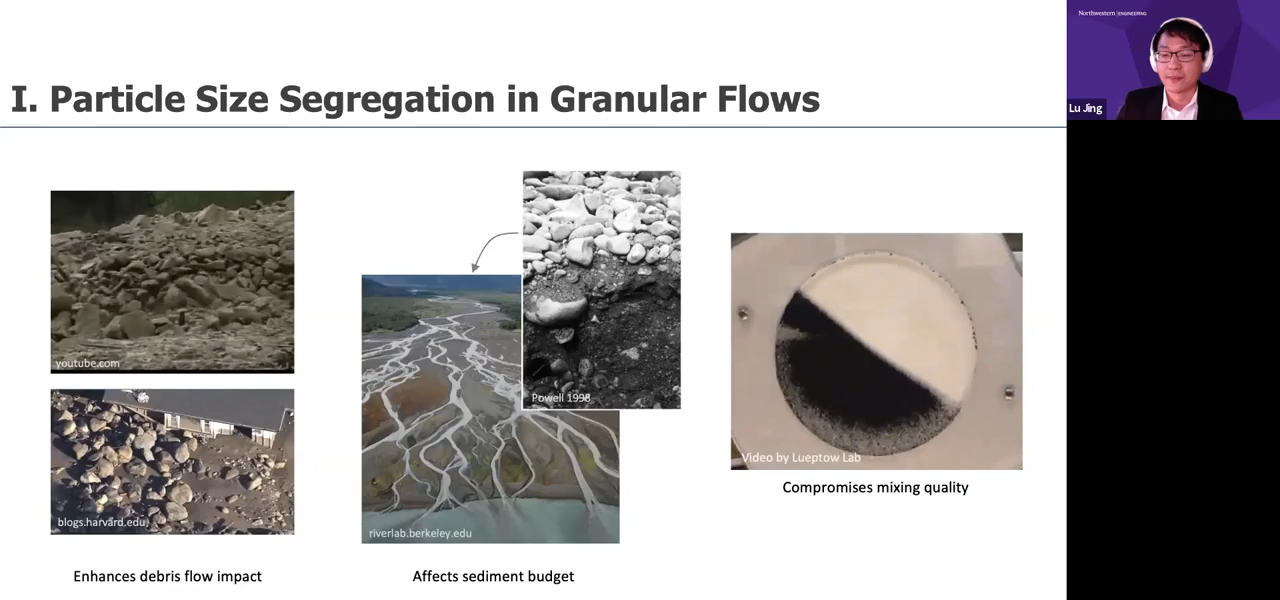 Northwestern | ENGINEERING
Lu Jing
I. Particle Size Segregation in Granular Flows
youtube.com
blogs.harvard.edu
Enhances debris flow impact
Powell 1998
riverlab.berkeley.edu
Affects sediment budget
Video by Lueptow Lab
Compromises mixing quality